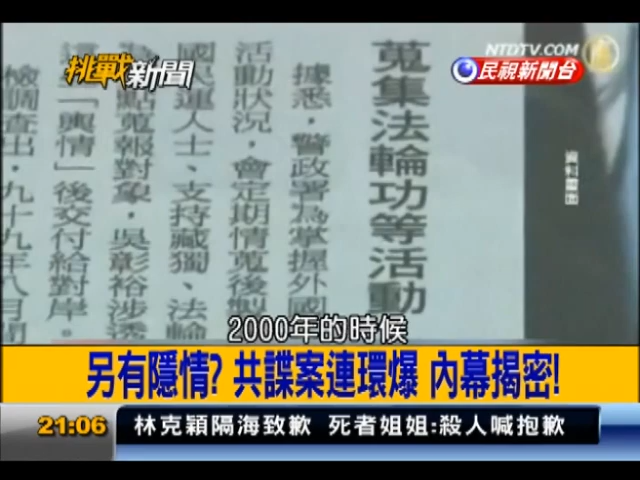 挑戰新聞
NTDTV.COM
民視新聞台
蒐集法輪功等活動
據悉，警政署為掌握外國
活動狀況，會定期情蒐後製
國民運人士、支持藏獨、法輪
點蒐報對象，吳彰裕涉透
「輿情」後交付給對岸。
檢調查出，九十九年八月間
資料畫面
2000年的時候
另有隱情? 共諜案連環爆 內幕揭密!
21:06 林克穎隔海致歉 死者姐姐:殺人喊抱歉